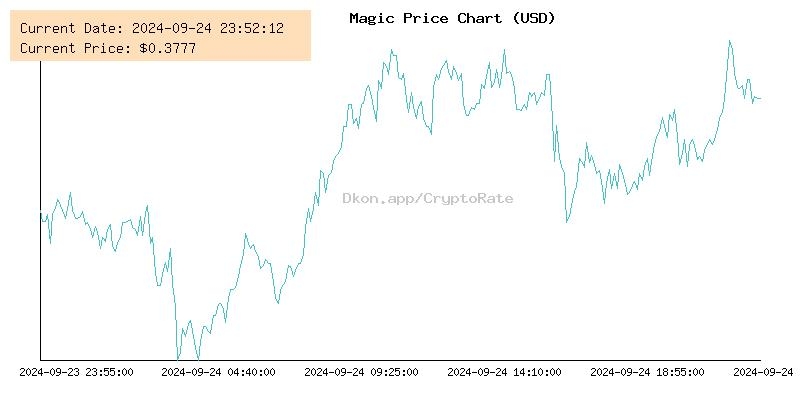 Magic Price Chart (USD)
Current Date: 2024-09-24 23:52:12
Current Price: $0.3777
Dkon.app/CryptoRate
2024-09-23 23:55:00 2024-09-24 04:40:00 2024-09-24 09:25:00 2024-09-24 14:10:00 2024-09-24 18:55:00 2024-09-24